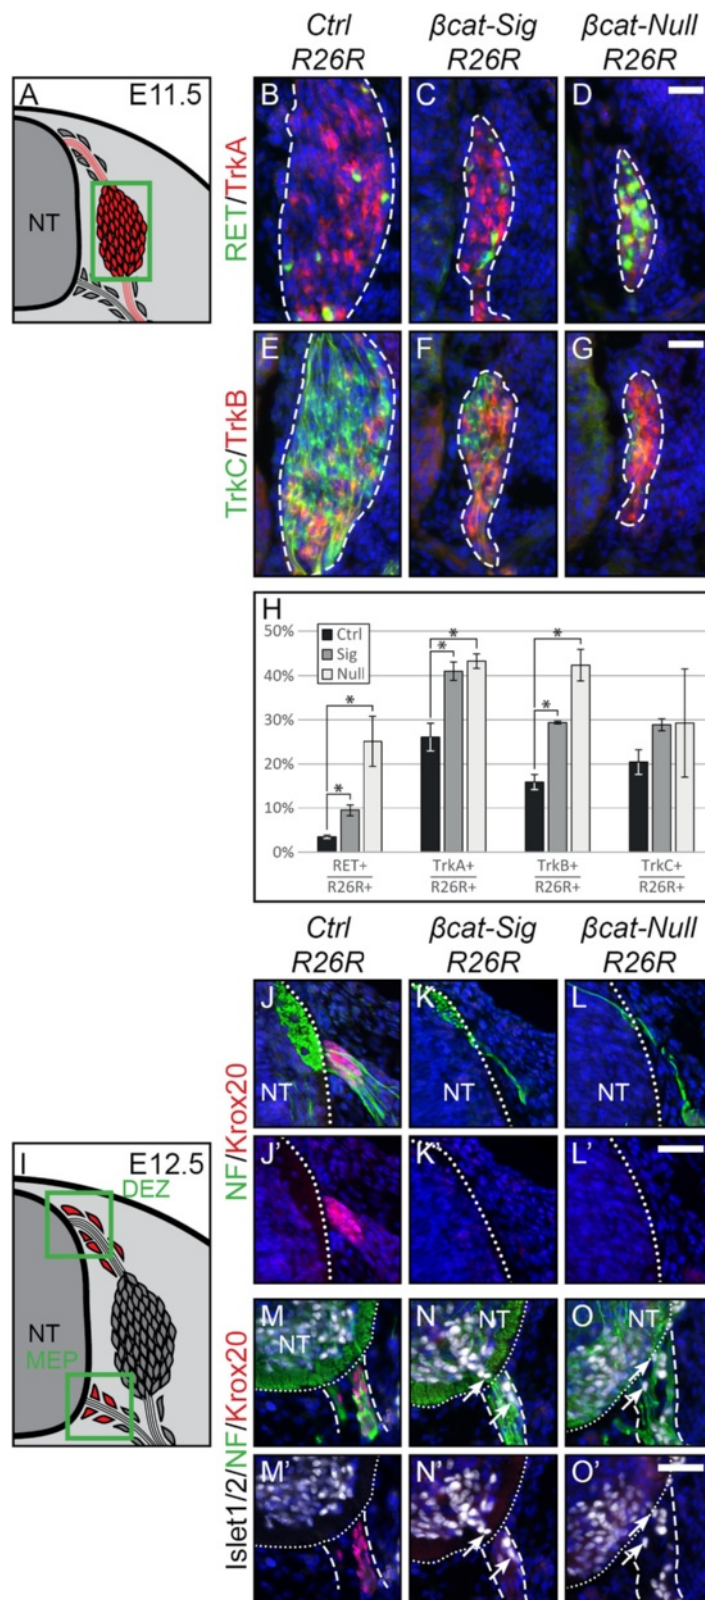 Ctrl βcat-Sig βcat-Null
R26R R26R R26R
A E11.5
NT
RET/TrkA
B C D
TrkC/TrkB
E F G
H
50%
40%
30%
20%
10%
0%
Ctrl
Sig
Null
* * * * * *
RET+ TrkA+ TrkB+ TrkC+
R26R+ R26R+ R26R+ R26R+
Ctrl βcat-Sig βcat-Null
R26R R26R R26R
NF/Krox20
J K L
NT NT NT
J' K' L'
I E12.5
DEZ
NT
MEP
Islet1/2/NF/Krox20
M N O
NT NT NT
M' N' O'